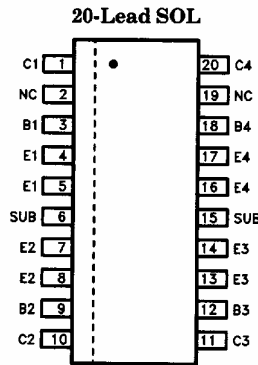 20-Lead SOL
C1 1 20 C4
NC 2 19 NC
B1 3 18 B4
E1 4 17 E4
E1 5 16 E4
SUB 6 15 SUB
E2 7 14 E3
E2 8 13 E3
B2 9 12 B3
C2 10 11 C3